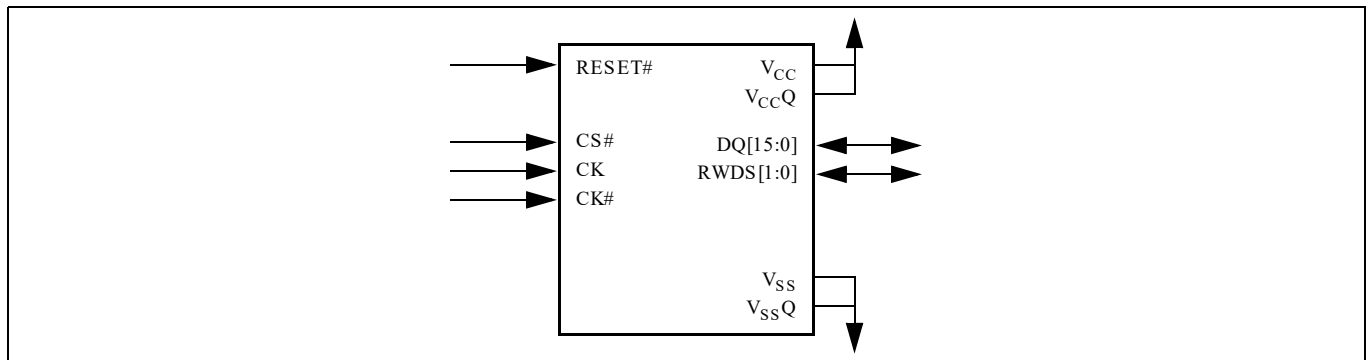 RESET#
V_CC
V_CCQ
CS#
DQ[15:0]
CK
RWDS[1:0]
CK#
V_SS
V_SSQ